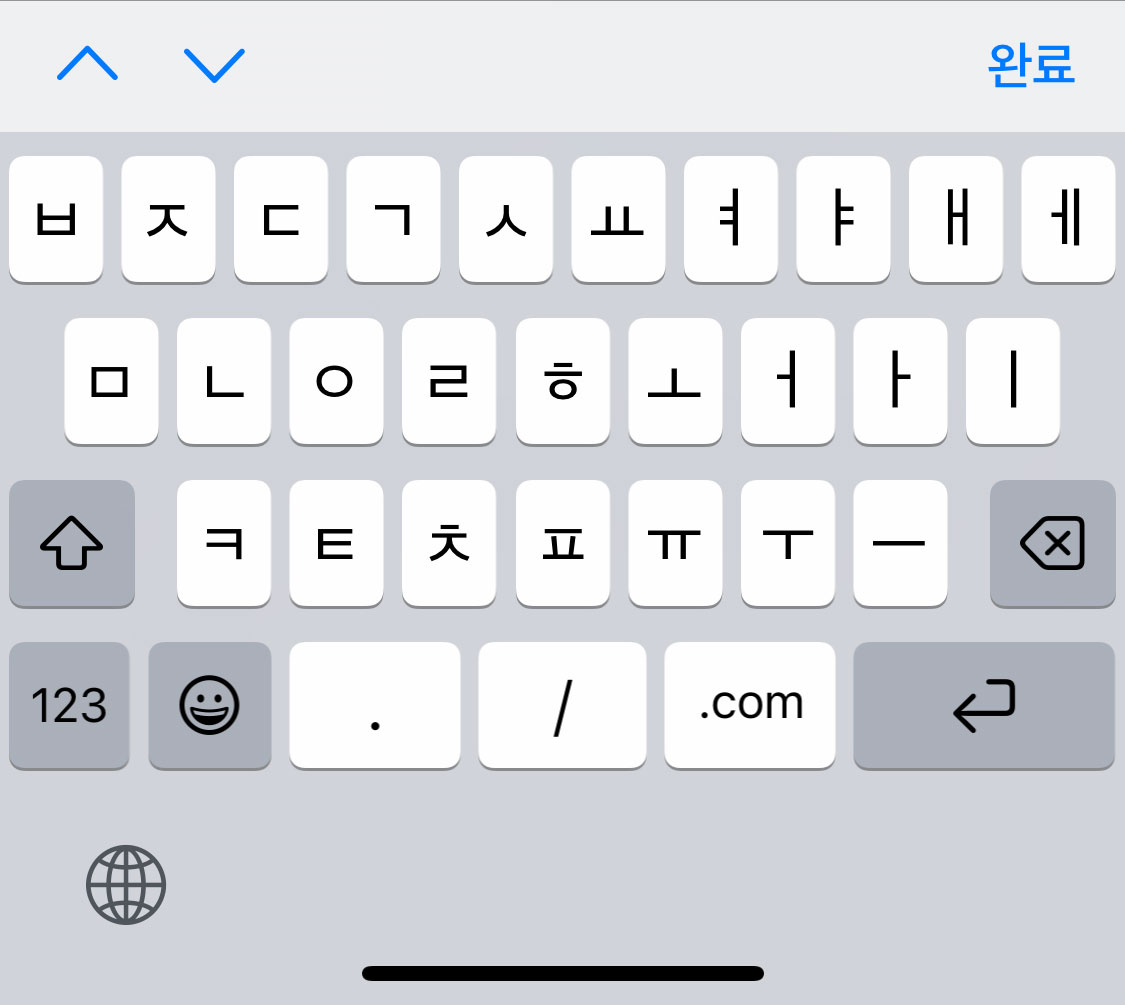 완료
ㅂ ㅈ ㄷ ㄱ ㅅ ㅛ ㅕ ㅑ ㅐ ㅔ
ㅁ ㄴ ㅇ ㄹ ㅎ ㅗ ㅓ ㅏ ㅣ
ㅋ ㅌ ㅊ ㅍ ㅠ ㅜ ㅡ
123 . / .com